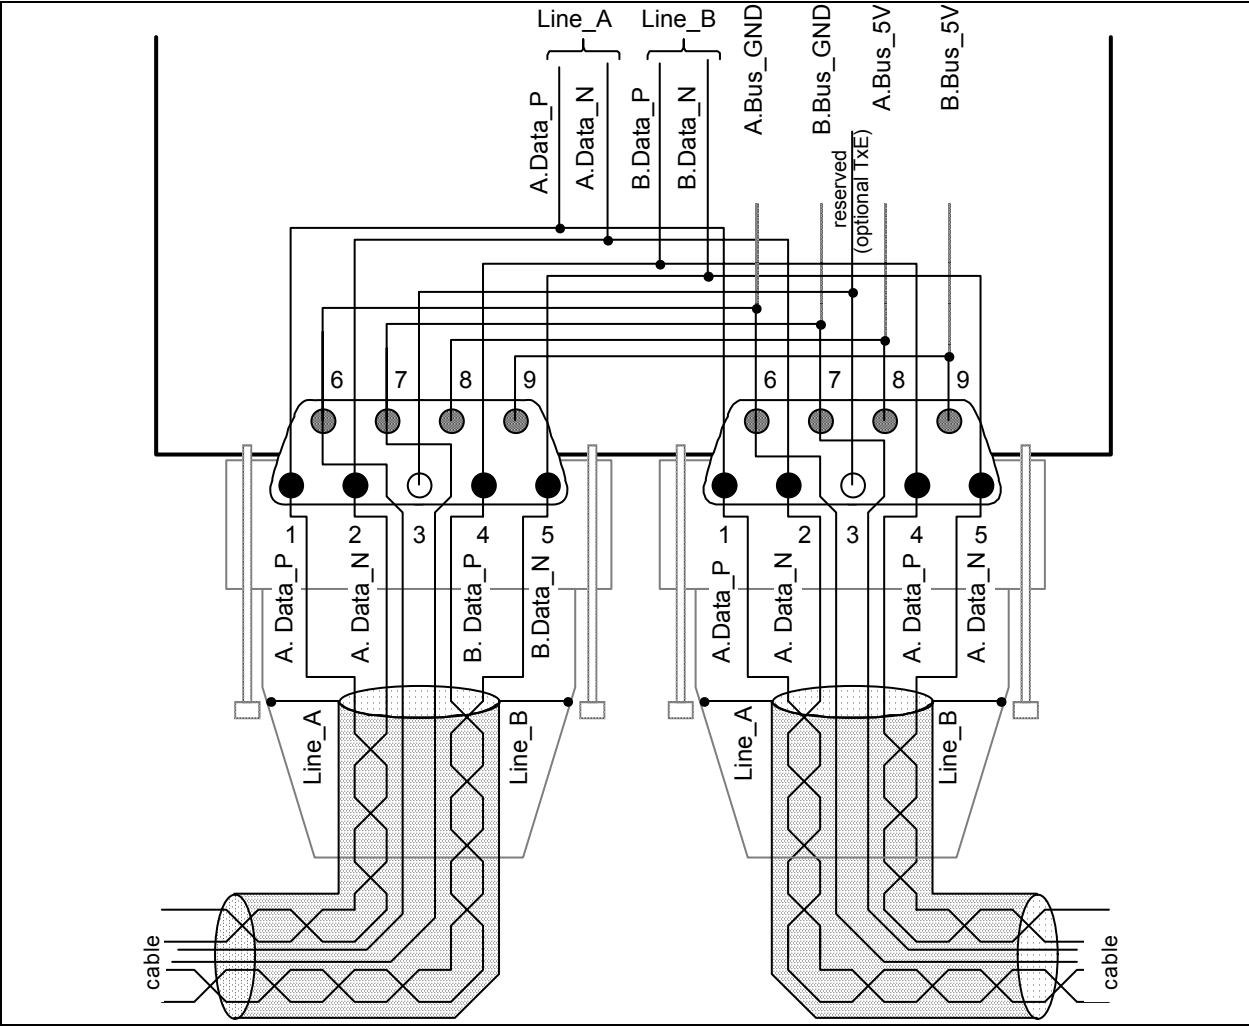 Line_A
Line_B
A.Data_P
A.Data_N
B.Data_P
B.Data_N
A.Bus_GND
B.Bus_GND
A.Bus_5V
B.Bus_5V
reserved
(optional TxE)
6
7
8
9
6
7
8
9
1
2
3
4
5
1
2
3
4
5
A. Data_P
A. Data_N
B. Data_P
B.Data_N
A.Data_P
A. Data_N
A. Data_P
A. Data_N
Line_A
Line_B
Line_A
Line_B
cable
cable